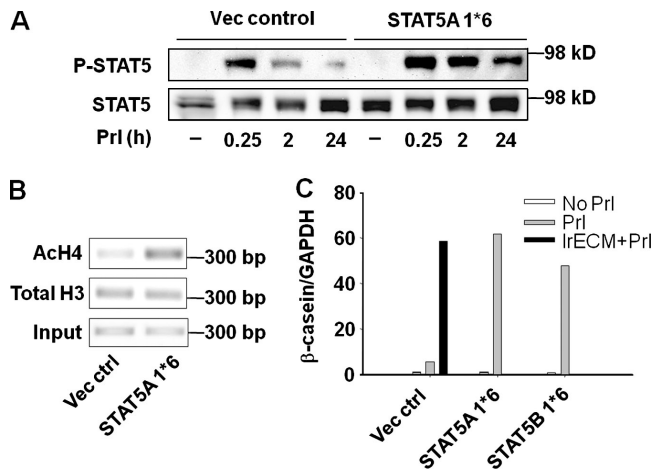 A
Vec control STAT5A 1*6
P-STAT5 98 kD
STAT5 98 kD
Prl (h) – 0.25 2 24 – 0.25 2 24
B
AcH4 300 bp
Total H3 300 bp
Input 300 bp
Vec ctrl STAT5A 1*6
C
β-casein/GAPDH
80
60
40
20
0
No Prl
Prl
lrECM+Prl
Vec ctrl STAT5A 1*6 STAT5B 1*6